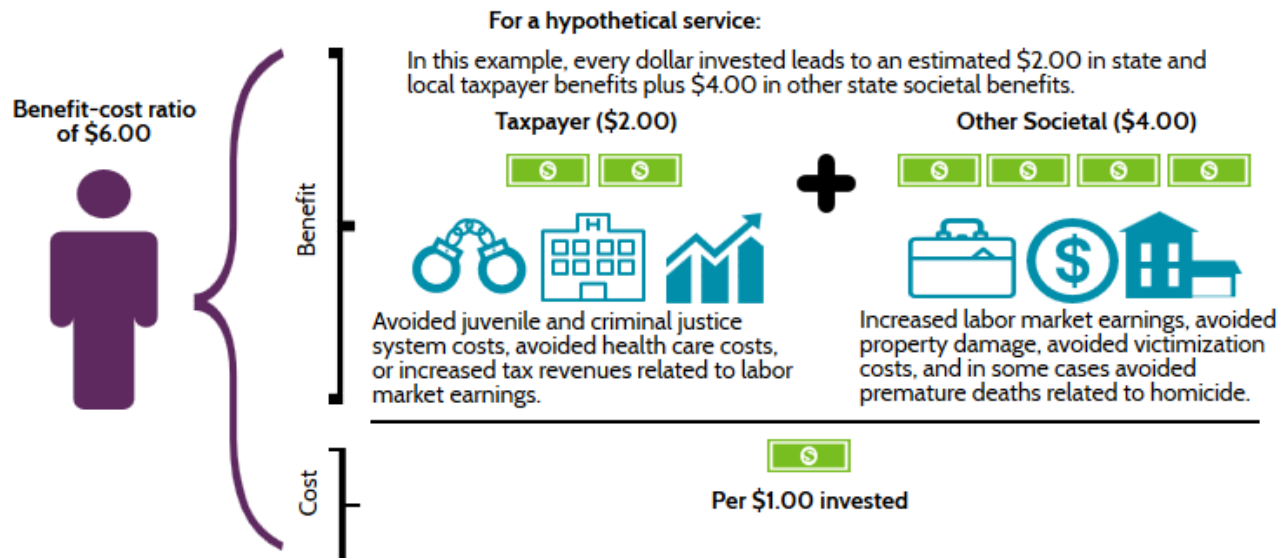 For a hypothetical service:
In this example, every dollar invested leads to an estimated $2.00 in state and
local taxpayer benefits plus $4.00 in other state societal benefits.
Benefit-cost ratio
of $6.00
Benefit
Taxpayer ($2.00)
$ $
H
Avoided juvenile and criminal justice
system costs, avoided health care costs,
or increased tax revenues related to labor
market earnings.
+
Other Societal ($4.00)
$ $ $ $
$
Increased labor market earnings, avoided
property damage, avoided victimization
costs, and in some cases avoided
premature deaths related to homicide.
Cost
$
Per $1.00 invested